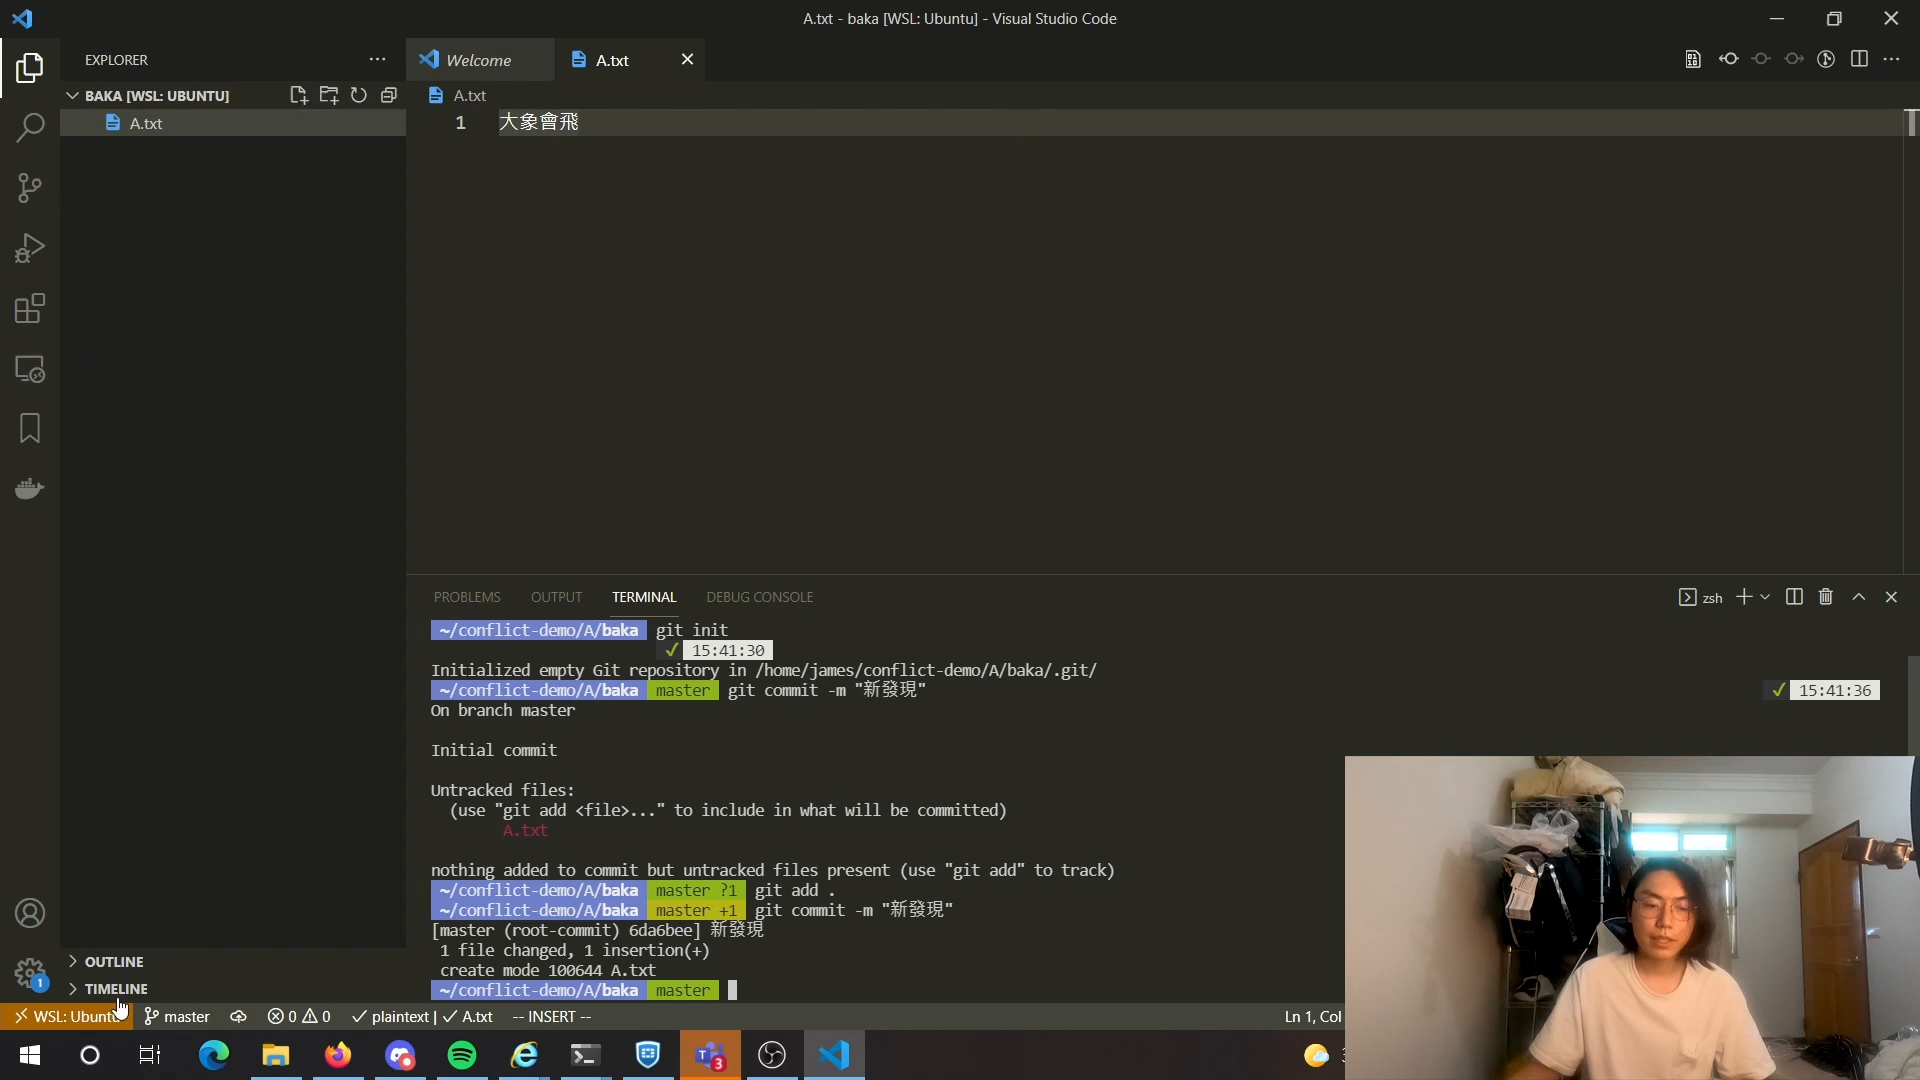 A.txt - baka [WSL: Ubuntu] - Visual Studio Code
EXPLORER
Welcome
A.txt
BAKA [WSL: UBUNTU]
A.txt
A.txt
1 大象會飛
PROBLEMS OUTPUT TERMINAL DEBUG CONSOLE
zsh
~/conflict-demo/A/baka git init
✓ 15:41:30
Initialized empty Git repository in /home/james/conflict-demo/A/baka/.git/
~/conflict-demo/A/baka master git commit -m "新發現"
✓ 15:41:36
On branch master
Initial commit
Untracked files:
(use "git add <file>..." to include in what will be committed)
A.txt
nothing added to commit but untracked files present (use "git add" to track)
~/conflict-demo/A/baka master ?1 git add .
~/conflict-demo/A/baka master +1 git commit -m "新發現"
[master (root-commit) 6da6bee] 新發現
1 file changed, 1 insertion(+)
create mode 100644 A.txt
~/conflict-demo/A/baka master
OUTLINE
TIMELINE
1
WSL: Ubuntu master 0 0 ✓ plaintext | ✓ A.txt -- INSERT -- Ln 1, Col
3